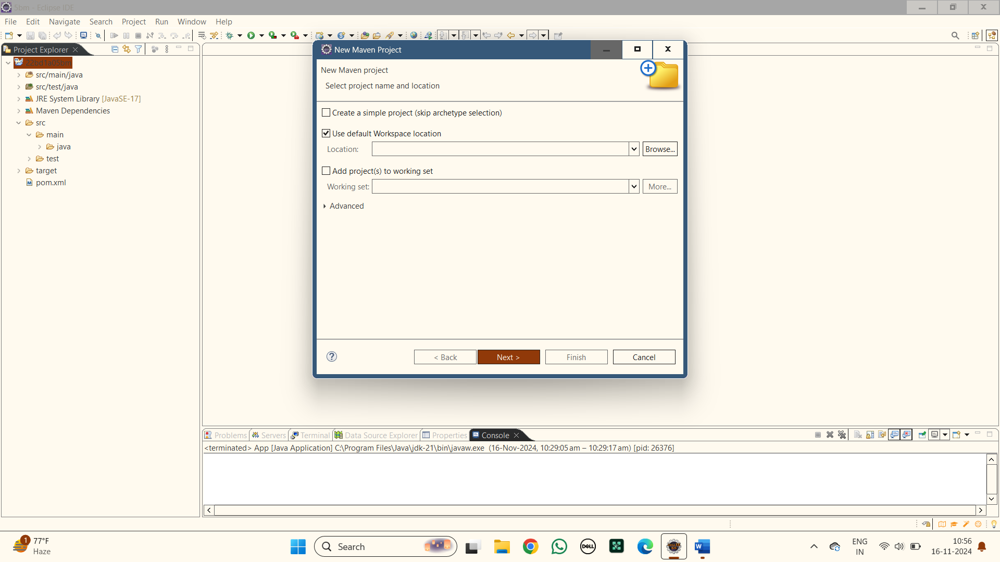 5bm - Eclipse IDE
File Edit Navigate Search Project Run Window Help
Project Explorer
22bd1a05bm
src/main/java
src/test/java
JRE System Library [JavaSE-17]
Maven Dependencies
src
main
java
test
target
pom.xml
New Maven Project
New Maven project
Select project name and location
Create a simple project (skip archetype selection)
Use default Workspace location
Location: Browse...
Add project(s) to working set
Working set: More...
Advanced
< Back Next > Finish Cancel
Problems Servers Terminal Data Source Explorer Properties Console
<terminated> App [Java Application] C:\Program Files\Java\jdk-21\bin\javaw.exe (16-Nov-2024, 10:29:05 am – 10:29:17 am) [pid: 26376]
1
77°F
Haze
Search
DELL
ENG
IN
10:56
16-11-2024